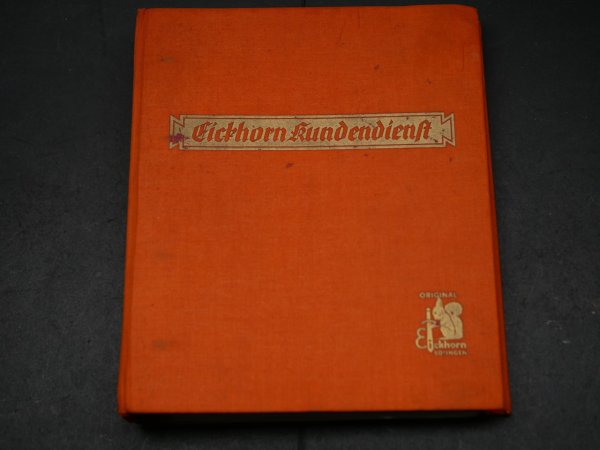 Eickhorn Kundendienst
ORIGINAL
Eickhorn
SOLINGEN